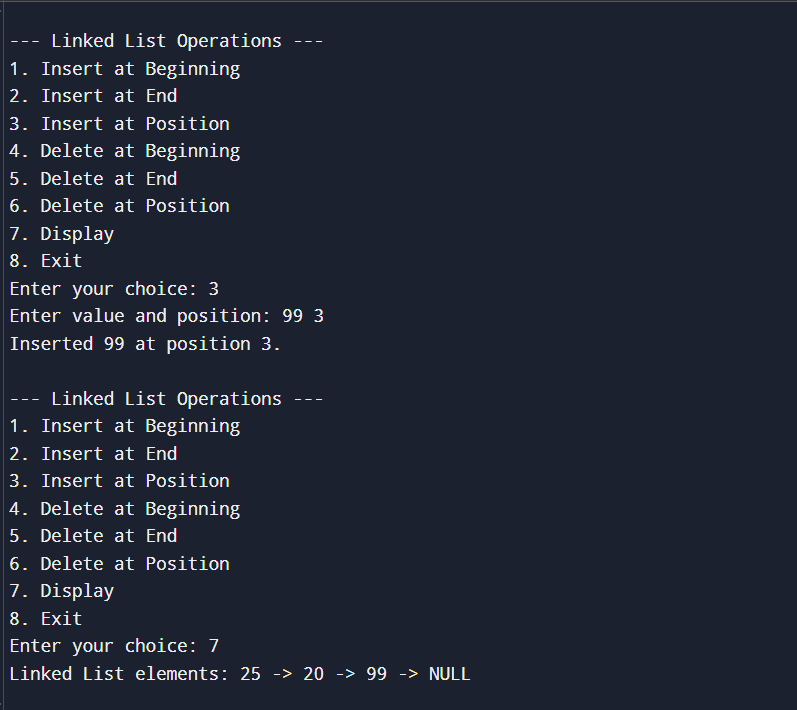 --- Linked List Operations ---
1. Insert at Beginning
2. Insert at End
3. Insert at Position
4. Delete at Beginning
5. Delete at End
6. Delete at Position
7. Display
8. Exit
Enter your choice: 3
Enter value and position: 99 3
Inserted 99 at position 3.

--- Linked List Operations ---
1. Insert at Beginning
2. Insert at End
3. Insert at Position
4. Delete at Beginning
5. Delete at End
6. Delete at Position
7. Display
8. Exit
Enter your choice: 7
Linked List elements: 25 -> 20 -> 99 -> NULL